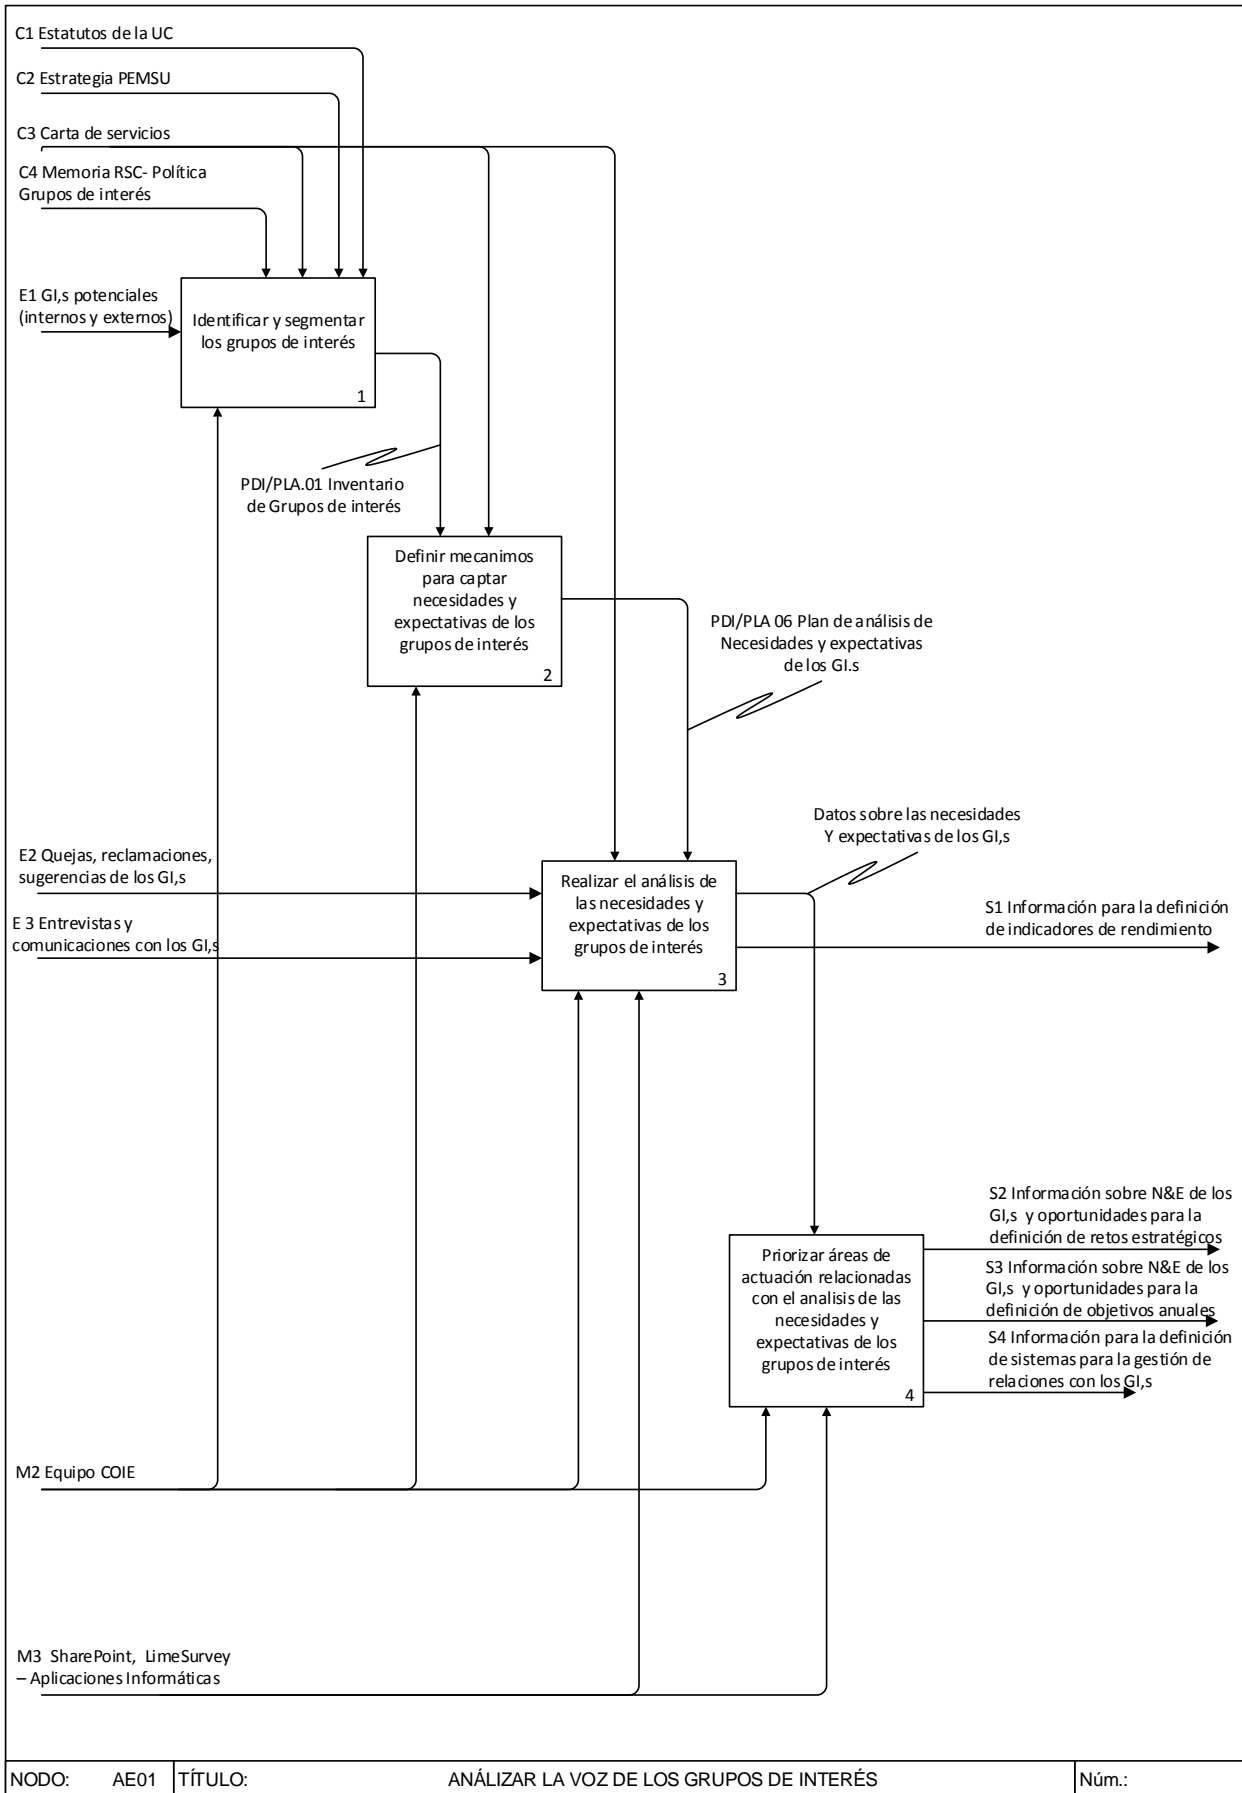 C1 Estatutos de la UC
C2 Estrategia PEMSU
C3 Carta de servicios
C4 Memoria RSC- Política
Grupos de interés
E1 GI,s potenciales
(internos y externos)
Identificar y segmentar
los grupos de interés
1
PDI/PLA.01 Inventario
de Grupos de interés
Definir mecanimos
para captar
necesidades y
expectativas de los
grupos de interés
2
PDI/PLA 06 Plan de análisis de
Necesidades y expectativas
de los GI.s
Datos sobre las necesidades
Y expectativas de los GI,s
E2 Quejas, reclamaciones,
sugerencias de los GI,s
E 3 Entrevistas y
comunicaciones con los GI,s
Realizar el análisis de
las necesidades y
expectativas de los
grupos de interés
3
S1 Información para la definición
de indicadores de rendimiento
Priorizar áreas de
actuación relacionadas
con el analisis de las
necesidades y
expectativas de los
grupos de interés
4
S2 Información sobre N&E de los
GI,s y oportunidades para la
definición de retos estratégicos
S3 Información sobre N&E de los
GI,s y oportunidades para la
definición de objetivos anuales
S4 Información para la definición
de sistemas para la gestión de
relaciones con los GI,s
M2 Equipo COIE
M3 SharePoint, LimeSurvey
– Aplicaciones Informáticas
NODO: AE01 TÍTULO: ANÁLIZAR LA VOZ DE LOS GRUPOS DE INTERÉS Núm.: